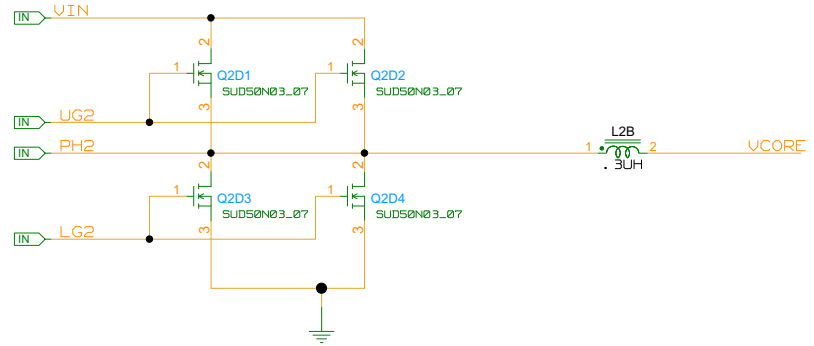 IN VIN
2 2
1 Q2D1 1 Q2D2
SUD50N03_07 SUD50N03_07
3 3
IN UG2
IN PH2
L2B
1 2 VCORE
.3UH
2 2
1 Q2D3 1 Q2D4
SUD50N03_07 SUD50N03_07
3 3
IN LG2